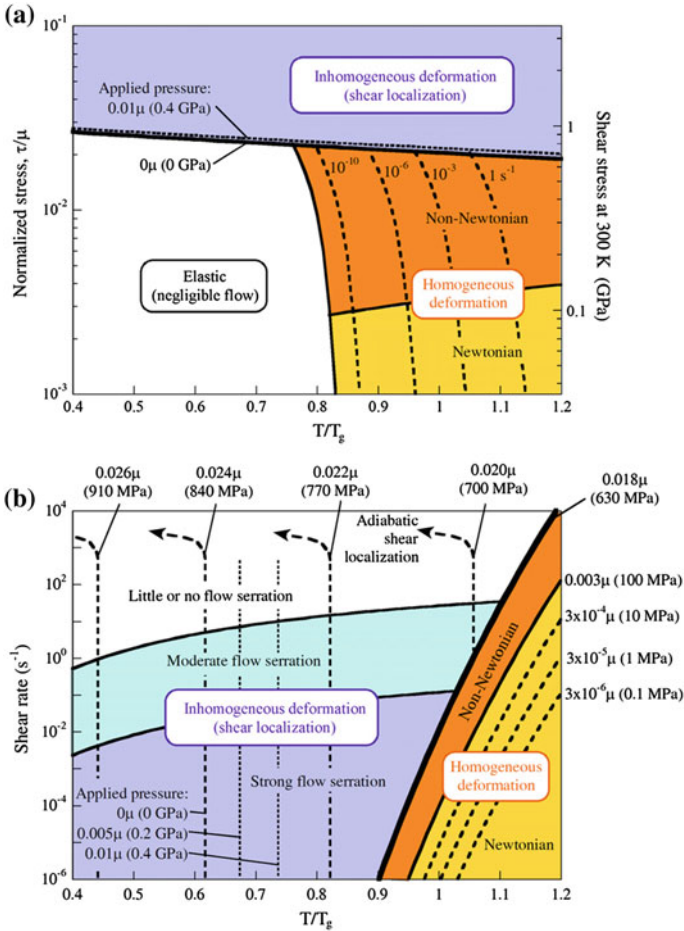 (a)
10^-1
Inhomogeneous deformation
(shear localization)
Applied pressure:
0.01μ (0.4 GPa)
0μ (0 GPa)
1
10^-10
10^-6
10^-3
1 s^-1
Normalized stress, τ/μ
10^-2
Non-Newtonian
Shear stress at 300 K (GPa)
Elastic
(negligible flow)
Homogeneous
deformation
0.1
Newtonian
10^-3
0.4 0.5 0.6 0.7 0.8 0.9 1 1.1 1.2
T/T_g
0.026μ
(910 MPa)
0.024μ
(840 MPa)
0.022μ
(770 MPa)
0.020μ
(700 MPa)
0.018μ
(630 MPa)
(b)
10^4
Adiabatic
shear
localization
10^2
Little or no flow serration
0.003μ (100 MPa)
3x10^-4μ (10 MPa)
10^0
Moderate flow serration
3x10^-5μ (1 MPa)
Non-Newtonian
3x10^-6μ (0.1 MPa)
Shear rate (s^-1)
Inhomogeneous deformation
(shear localization)
10^-2
Strong flow serration
Homogeneous
deformation
Applied pressure:
10^-4
0μ (0 GPa)
0.005μ (0.2 GPa)
0.01μ (0.4 GPa)
Newtonian
10^-6
0.4 0.5 0.6 0.7 0.8 0.9 1 1.1 1.2
T/T_g